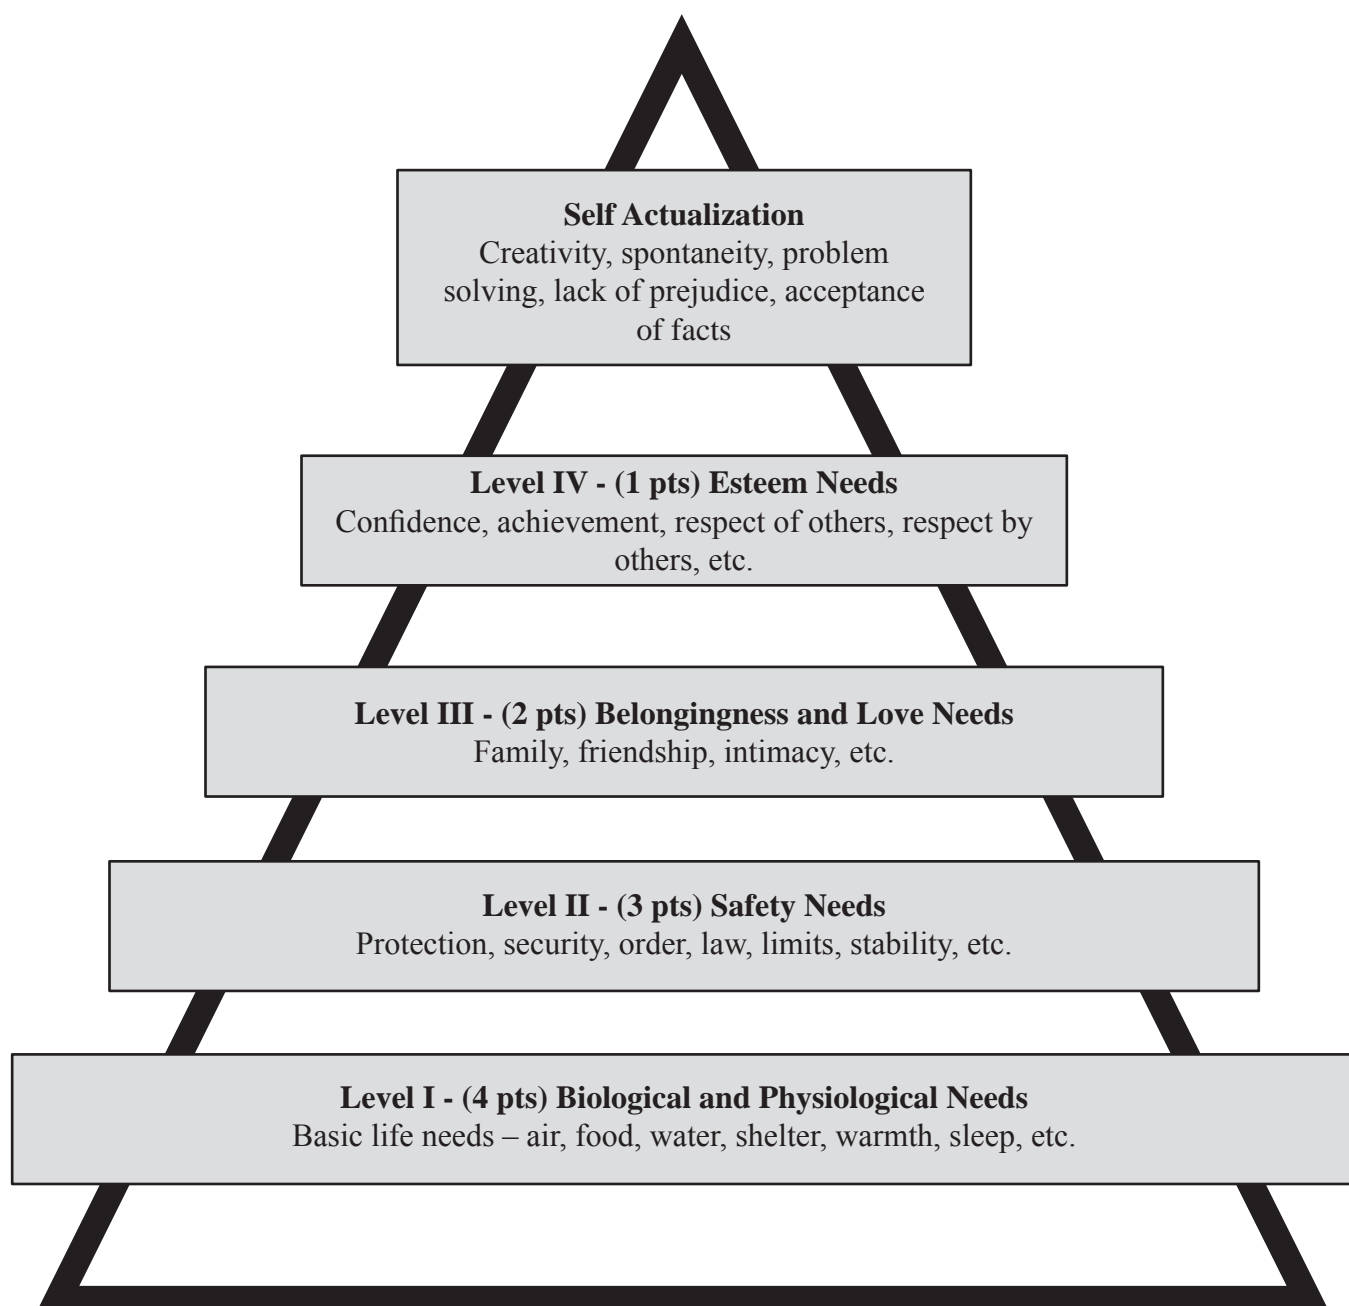 Self Actualization
Creativity, spontaneity, problem
solving, lack of prejudice, acceptance
of facts
Level IV - (1 pts) Esteem Needs
Confidence, achievement, respect of others, respect by
others, etc.
Level III - (2 pts) Belongingness and Love Needs
Family, friendship, intimacy, etc.
Level II - (3 pts) Safety Needs
Protection, security, order, law, limits, stability, etc.
Level I - (4 pts) Biological and Physiological Needs
Basic life needs – air, food, water, shelter, warmth, sleep, etc.